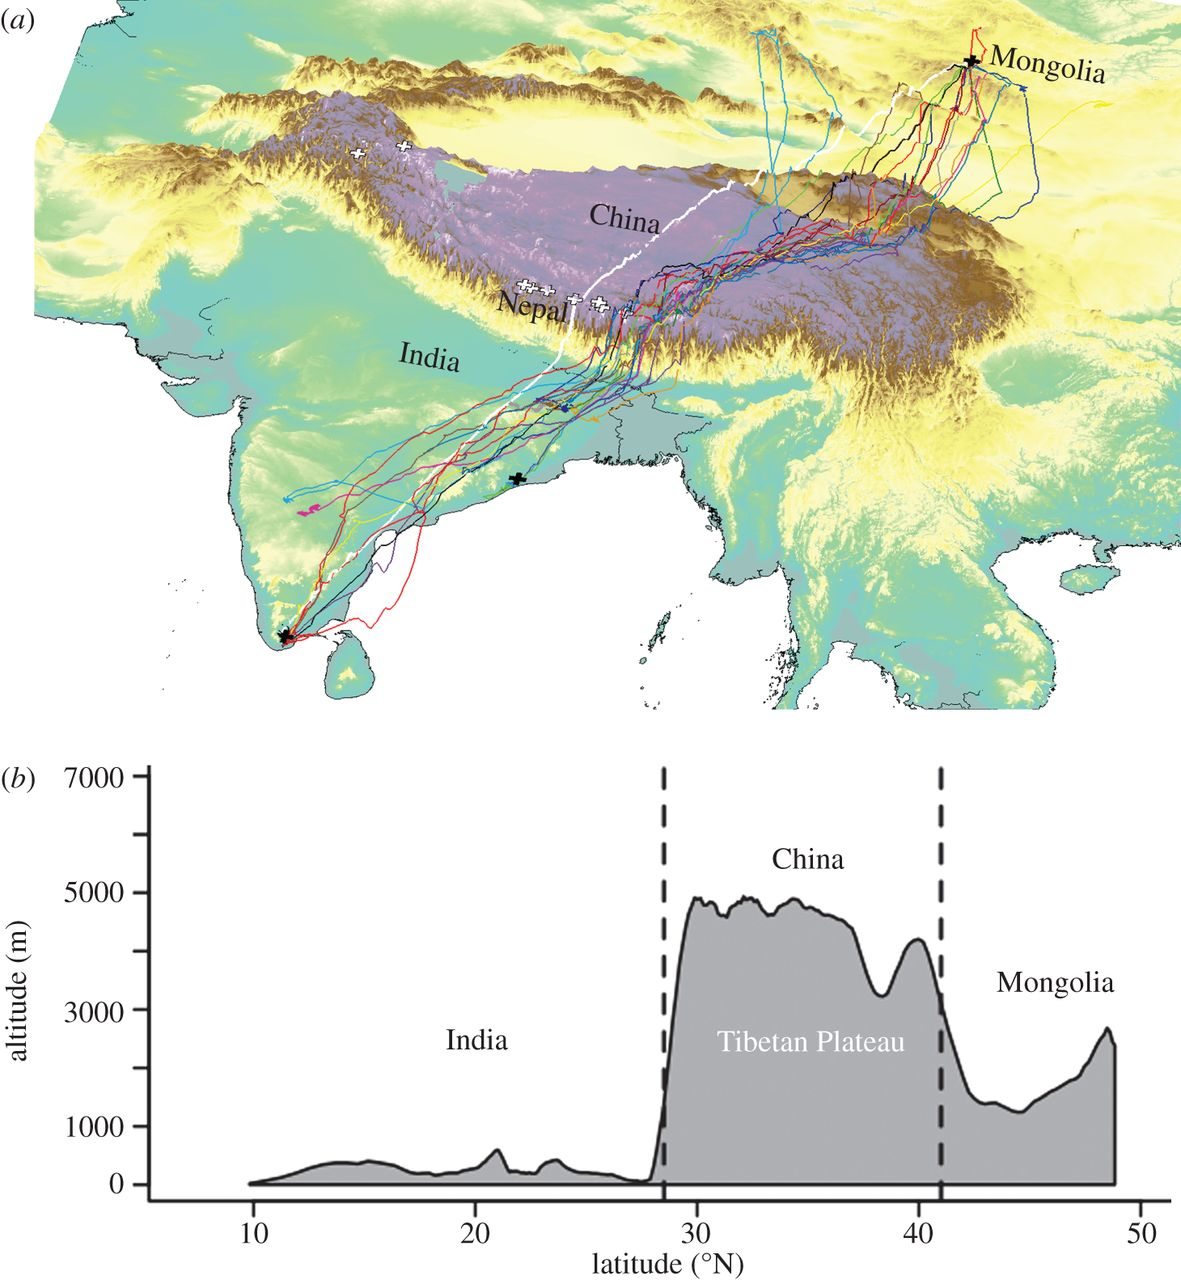 (a)
Mongolia
China
Nepal
India
(b)
7000
5000
3000
1000
0
altitude (m)
China
Mongolia
India
Tibetan Plateau
10
20
30
40
50
latitude (°N)